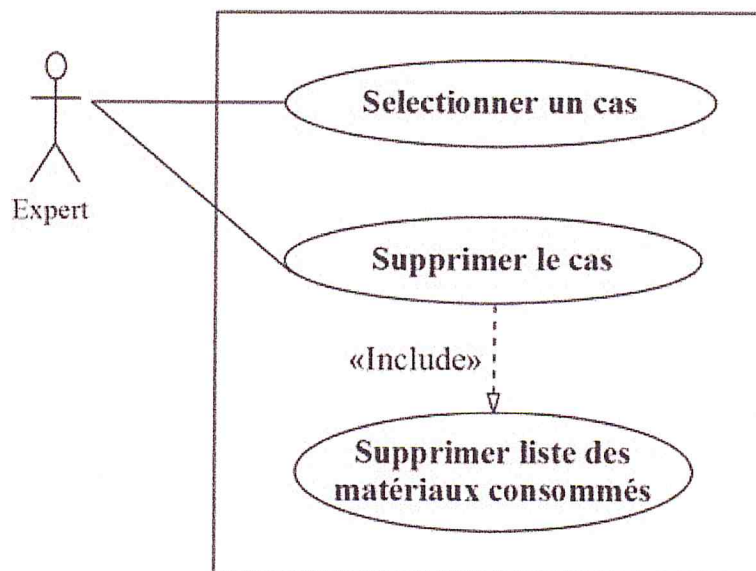 Selectionner un cas
Expert
Supprimer le cas
«Include»
Supprimer liste des
matériaux consommés